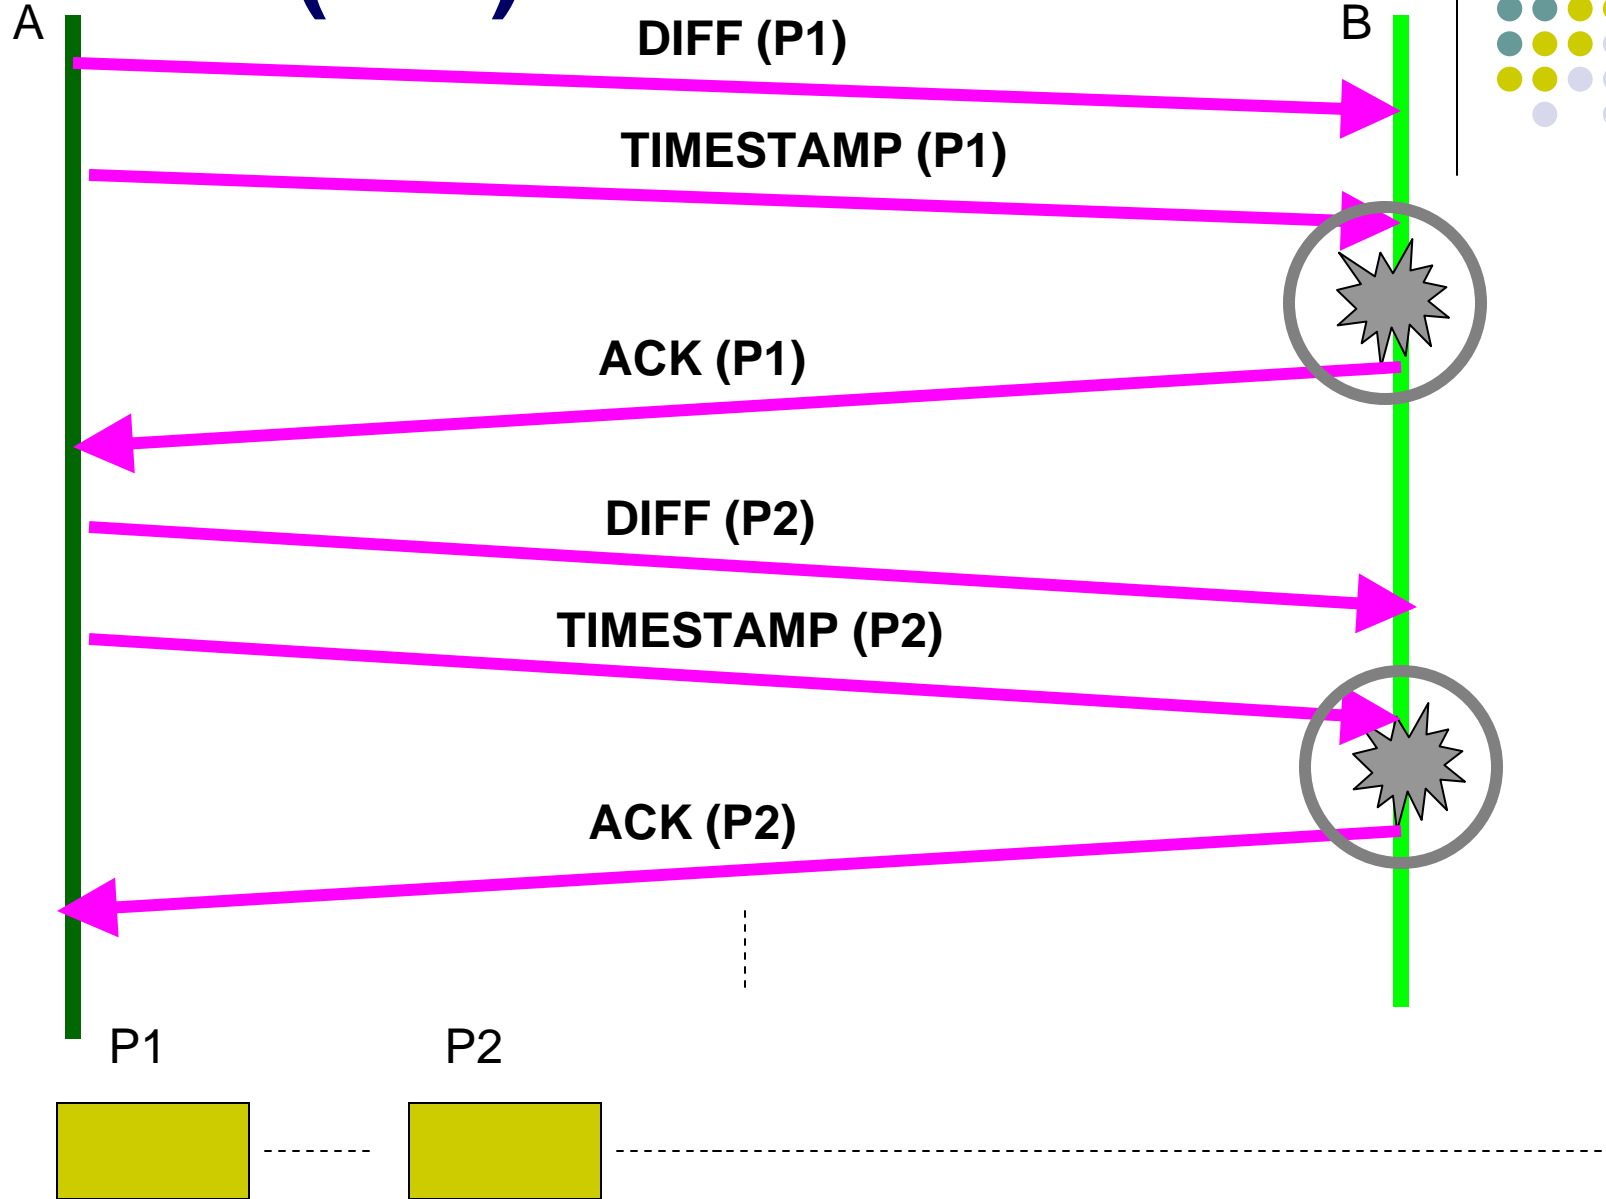 A
B
DIFF (P1)
TIMESTAMP (P1)
ACK (P1)
DIFF (P2)
TIMESTAMP (P2)
ACK (P2)
P1
P2